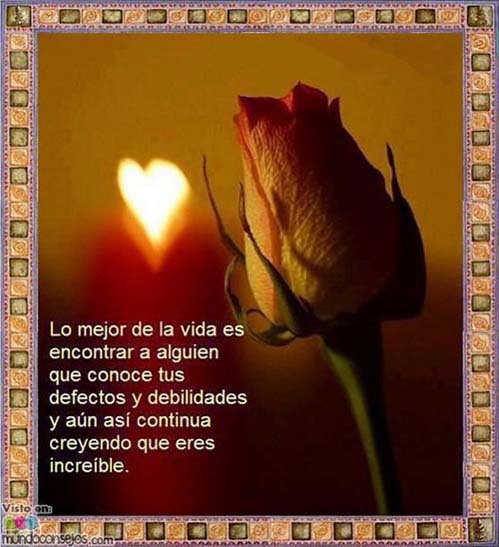 Lo mejor de la vida es
encontrar a alguien
que conoce tus
defectos y debilidades
y aún así continua
creyendo que eres
increíble.
Visto en:
mundoconsejos.com